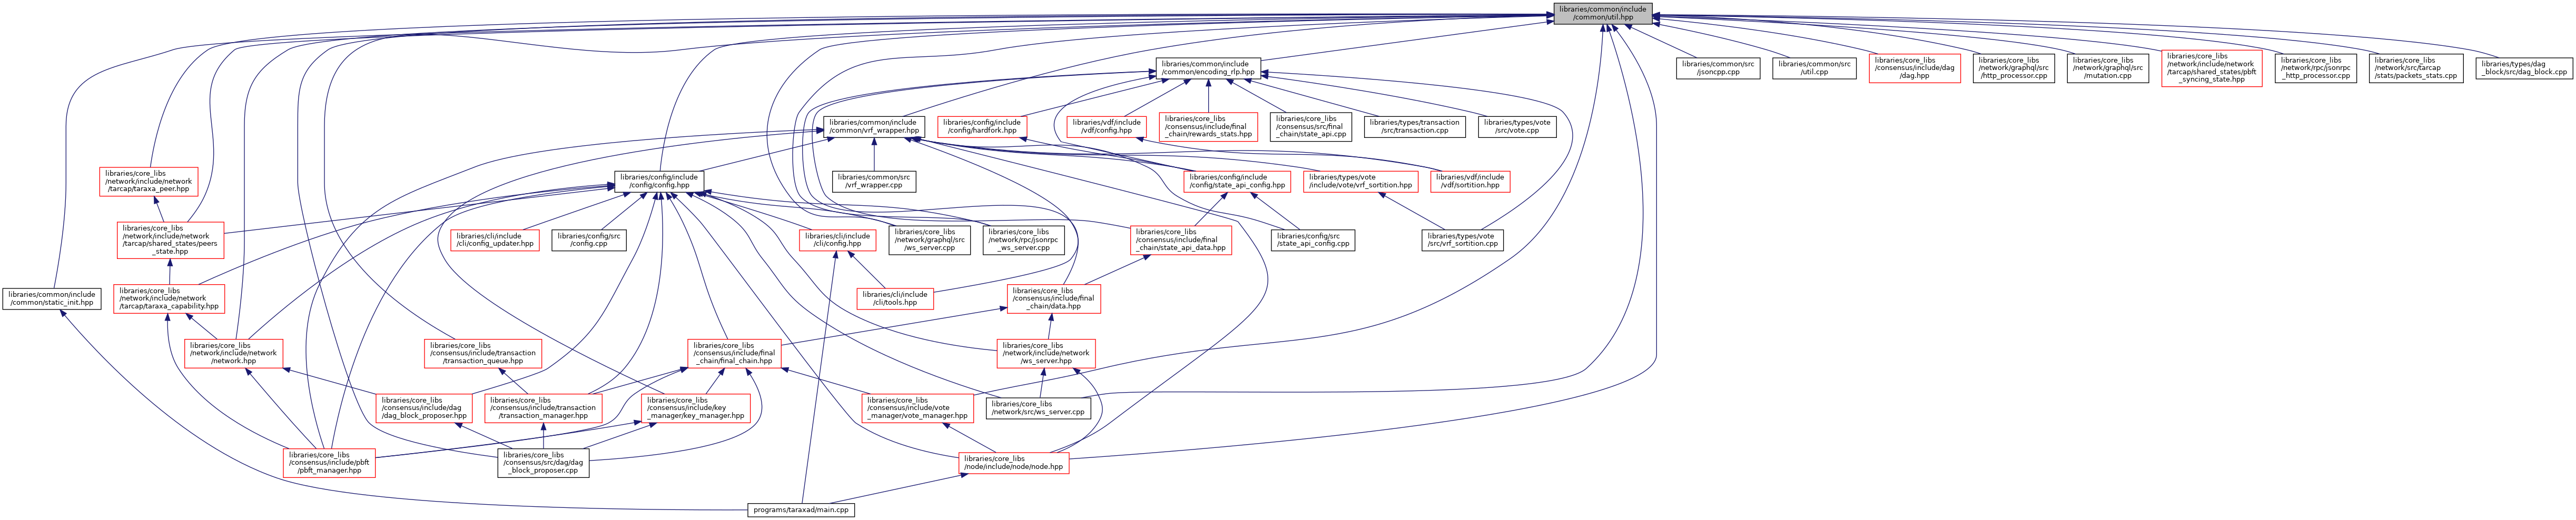 libraries/common/include
/common/util.hpp
libraries/common/include
/common/encoding_rlp.hpp
libraries/common/src
/jsoncpp.cpp
libraries/common/src
/util.cpp
libraries/core_libs
/consensus/include/dag
/dag.hpp
libraries/core_libs
/network/graphql/src
/http_processor.cpp
libraries/core_libs
/network/graphql/src
/mutation.cpp
libraries/core_libs
/network/include/network
/tarcap/shared_states/pbft
_syncing_state.hpp
libraries/core_libs
/network/rpc/jsonrpc
_http_processor.cpp
libraries/core_libs
/network/src/tarcap
/stats/packets_stats.cpp
libraries/types/dag
_block/src/dag_block.cpp
libraries/common/include
/common/vrf_wrapper.hpp
libraries/config/include
/config/hardfork.hpp
libraries/vdf/include
/vdf/config.hpp
libraries/core_libs
/consensus/include/final
_chain/rewards_stats.hpp
libraries/core_libs
/consensus/src/final
_chain/state_api.cpp
libraries/types/transaction
/src/transaction.cpp
libraries/types/vote
/src/vote.cpp
libraries/core_libs
/network/include/network
/tarcap/taraxa_peer.hpp
libraries/config/include
/config/config.hpp
libraries/common/src
/vrf_wrapper.cpp
libraries/config/include
/config/state_api_config.hpp
libraries/types/vote
/include/vote/vrf_sortition.hpp
libraries/vdf/include
/vdf/sortition.hpp
libraries/core_libs
/network/include/network
/tarcap/shared_states/peers
_state.hpp
libraries/cli/include
/cli/config_updater.hpp
libraries/config/src
/config.cpp
libraries/cli/include
/cli/config.hpp
libraries/core_libs
/network/graphql/src
/ws_server.cpp
libraries/core_libs
/network/rpc/jsonrpc
_ws_server.cpp
libraries/core_libs
/consensus/include/final
_chain/state_api_data.hpp
libraries/config/src
/state_api_config.cpp
libraries/types/vote
/src/vrf_sortition.cpp
libraries/common/include
/common/static_init.hpp
libraries/core_libs
/network/include/network
/tarcap/taraxa_capability.hpp
libraries/cli/include
/cli/tools.hpp
libraries/core_libs
/consensus/include/final
_chain/data.hpp
libraries/core_libs
/network/include/network
/network.hpp
libraries/core_libs
/consensus/include/transaction
/transaction_queue.hpp
libraries/core_libs
/consensus/include/final
_chain/final_chain.hpp
libraries/core_libs
/network/include/network
/ws_server.hpp
libraries/core_libs
/consensus/include/dag
/dag_block_proposer.hpp
libraries/core_libs
/consensus/include/transaction
/transaction_manager.hpp
libraries/core_libs
/consensus/include/key
_manager/key_manager.hpp
libraries/core_libs
/consensus/include/vote
_manager/vote_manager.hpp
libraries/core_libs
/network/src/ws_server.cpp
libraries/core_libs
/consensus/include/pbft
/pbft_manager.hpp
libraries/core_libs
/consensus/src/dag/dag
_block_proposer.cpp
libraries/core_libs
/node/include/node/node.hpp
programs/taraxad/main.cpp